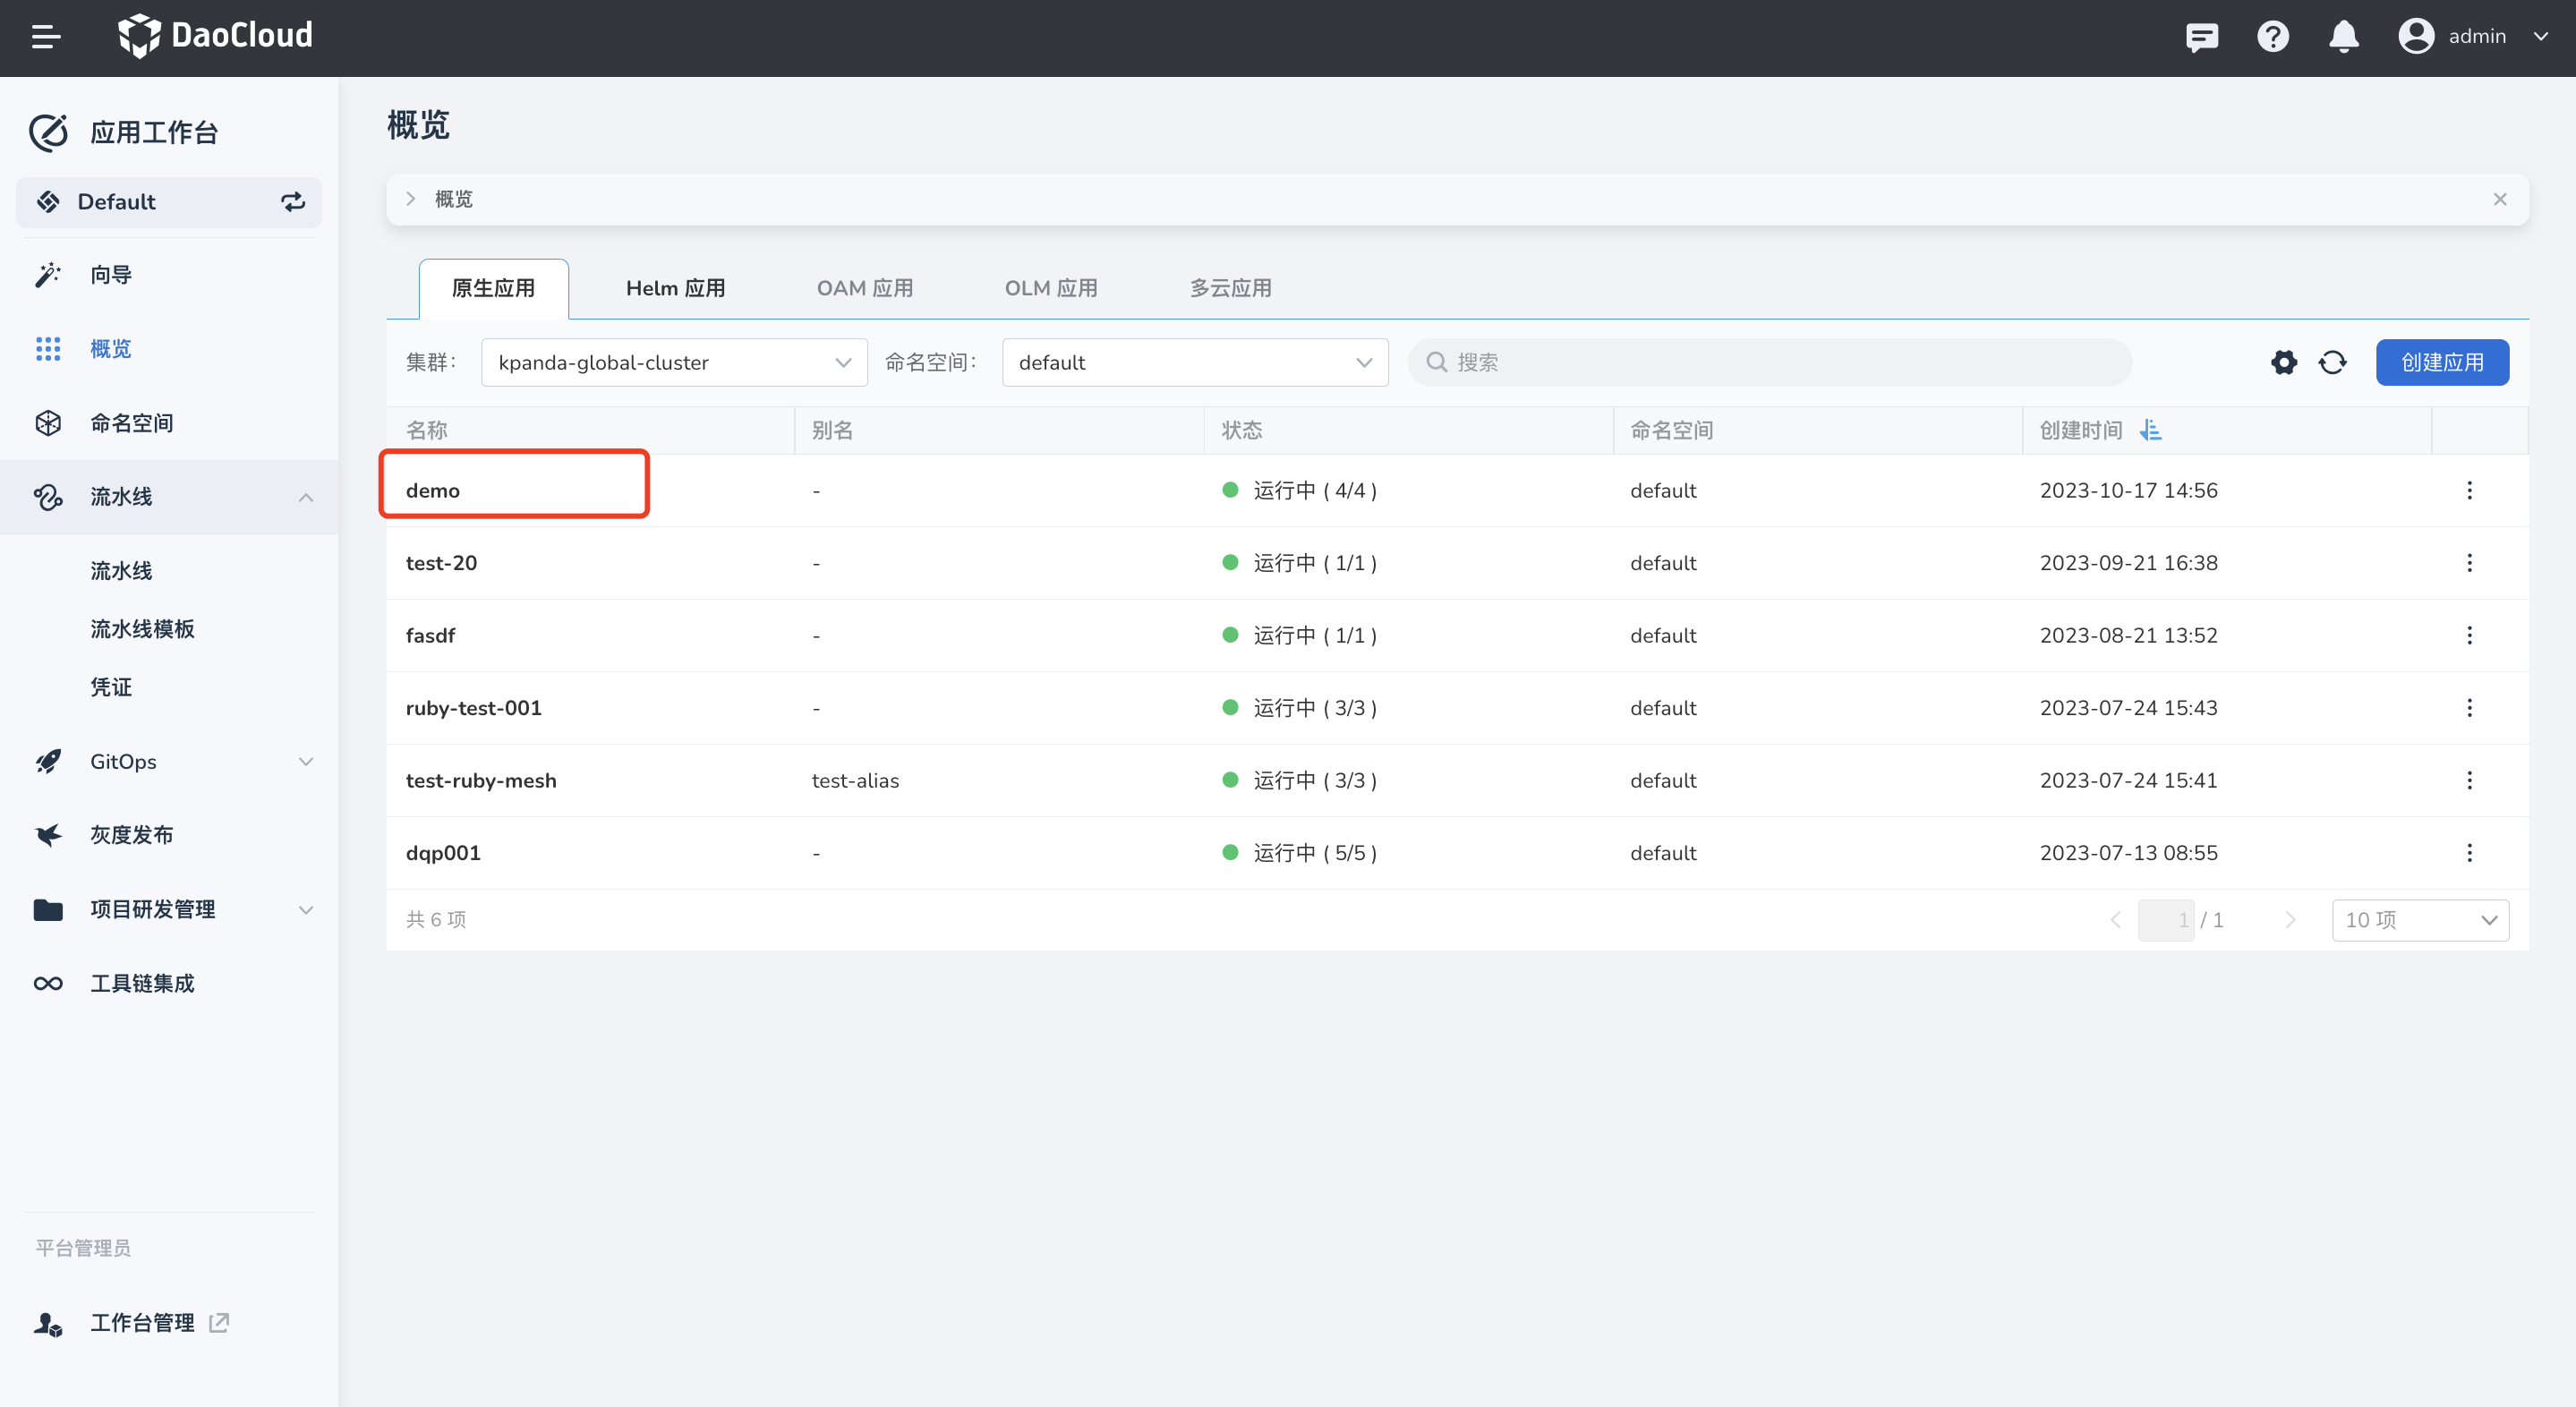 DaoCloud
admin
应用工作台
Default
向导
概览
命名空间
流水线
流水线
流水线模板
凭证
GitOps
灰度发布
项目研发管理
工具链集成
平台管理员
工作台管理
概览
概览
原生应用 Helm 应用 OAM 应用 OLM 应用 多云应用
集群: kpanda-global-cluster 命名空间: default 搜索 创建应用
名称 别名 状态 命名空间 创建时间
demo - 运行中 ( 4/4 ) default 2023-10-17 14:56
test-20 - 运行中 ( 1/1 ) default 2023-09-21 16:38
fasdf - 运行中 ( 1/1 ) default 2023-08-21 13:52
ruby-test-001 - 运行中 ( 3/3 ) default 2023-07-24 15:43
test-ruby-mesh test-alias 运行中 ( 3/3 ) default 2023-07-24 15:41
dqp001 - 运行中 ( 5/5 ) default 2023-07-13 08:55
共 6 项 1 / 1 10 项